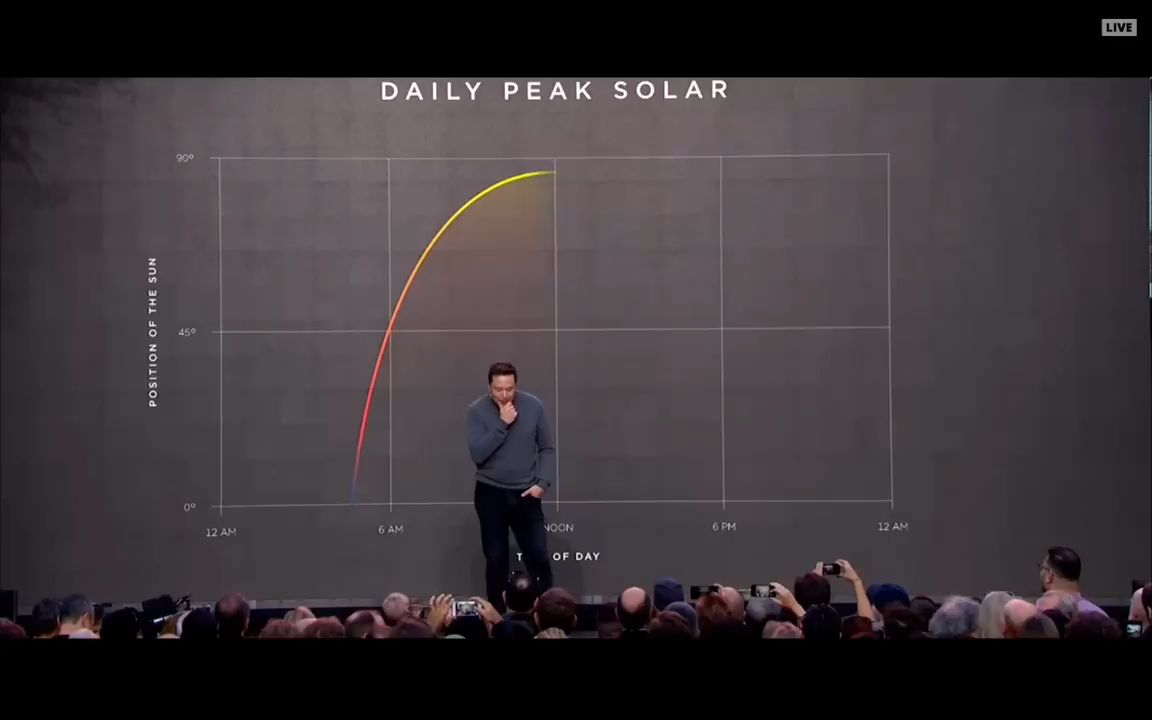 LIVE
DAILY PEAK SOLAR
90°
45°
0°
POSITION OF THE SUN
12 AM
6 AM
NOON
6 PM
12 AM
T OF DAY